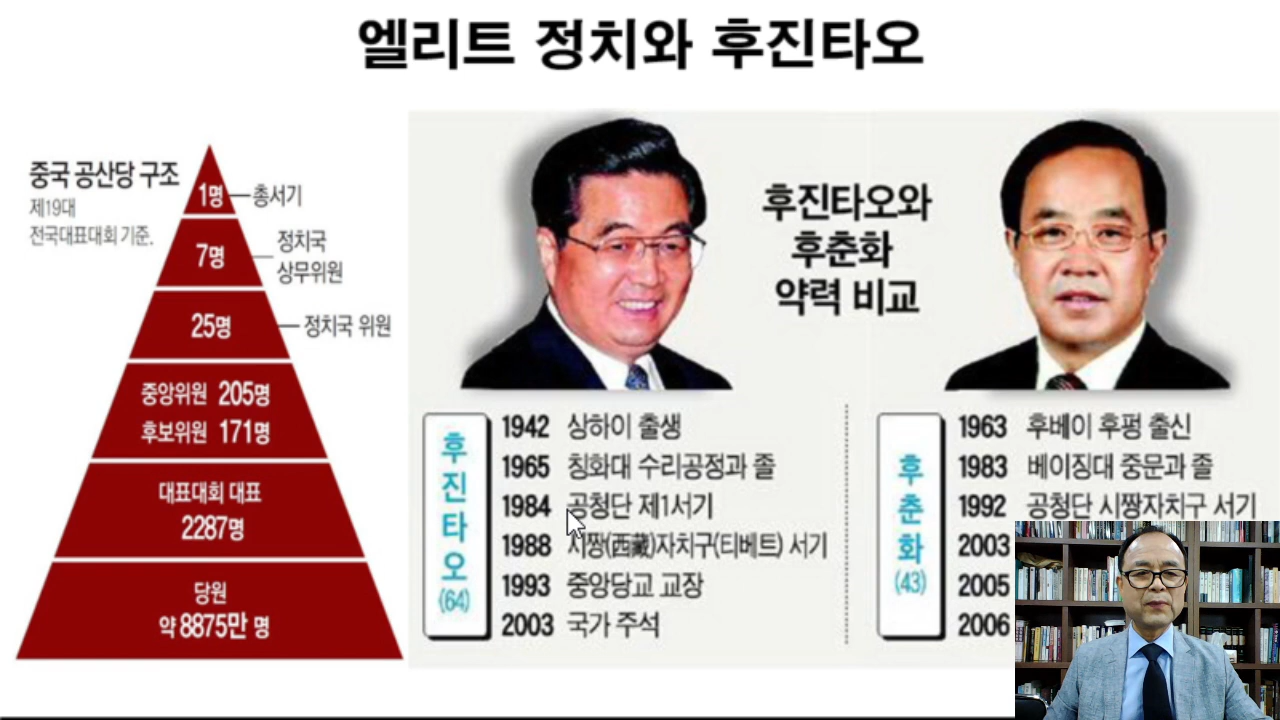 엘리트 정치와 후진타오
중국 공산당 구조
제19대
전국대표대회 기준.
1명
총서기
7명
정치국
상무위원
25명
정치국 위원
중앙위원 205명
후보위원 171명
대표대회 대표
2287명
당원
약 8875만 명
후진타오와
후춘화
약력 비교
후진타오
(64)
1942 상하이 출생
1965 칭화대 수리공정과 졸
1984 공청단 제1서기
1988 시짱(西藏)자치구(티베트) 서기
1993 중앙당교 교장
2003 국가 주석
후춘화
(43)
1963 후베이 후펑 출신
1983 베이징대 중문과 졸
1992 공청단 시짱자치구 서기
2003
2005
2006